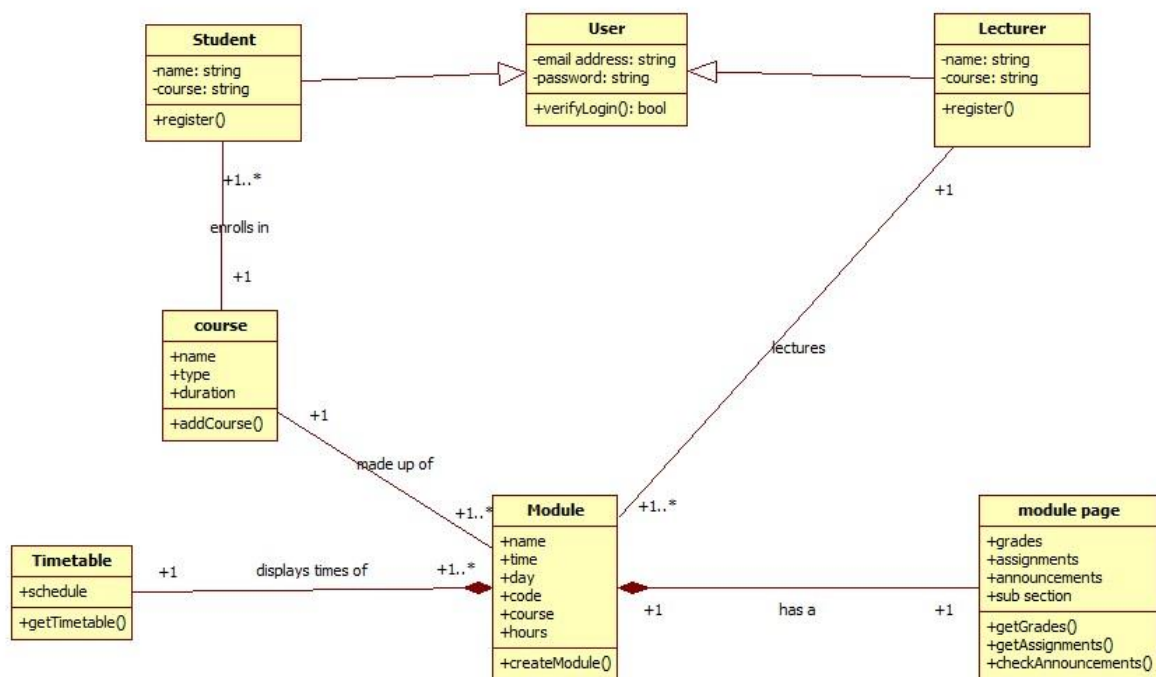 Student
-name: string
-course: string
+register()
User
-email address: string
-password: string
+verifyLogin(): bool
Lecturer
-name: string
-course: string
+register()
+1..*
enrolls in
+1
+1
lectures
+1..*
course
+name
+type
+duration
+addCourse()
+1
made up of
+1..*
Timetable
+schedule
+getTimetable()
+1
displays times of
+1..*
Module
+name
+time
+day
+code
+course
+hours
+createModule()
+1
has a
+1
module page
+grades
+assignments
+announcements
+sub section
+getGrades()
+getAssignments()
+checkAnnouncements()